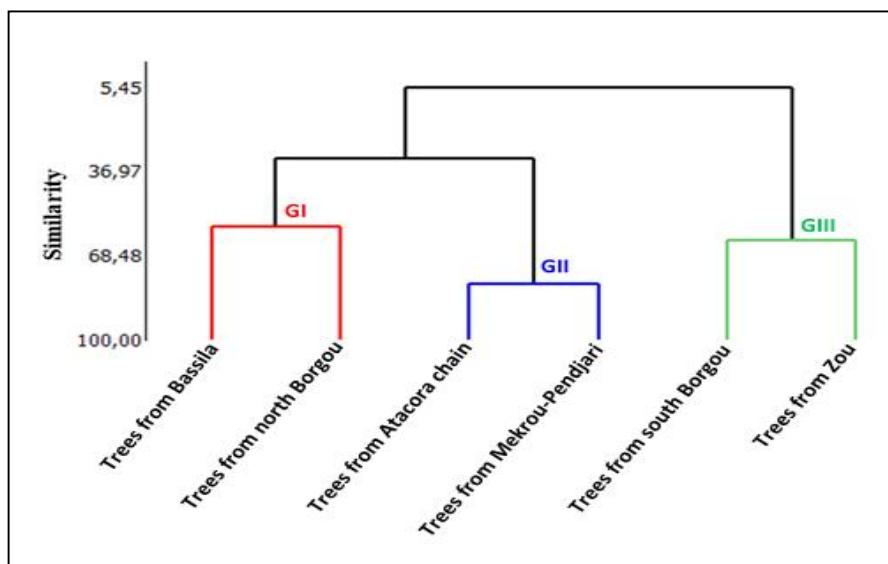 5,45
36,97
68,48
100,00
Similarity
GI
GII
GIII
Trees from Bassila
Trees from north Borgou
Trees from Atacora chain
Trees from Mekrou-Pendjari
Trees from south Borgou
Trees from Zou